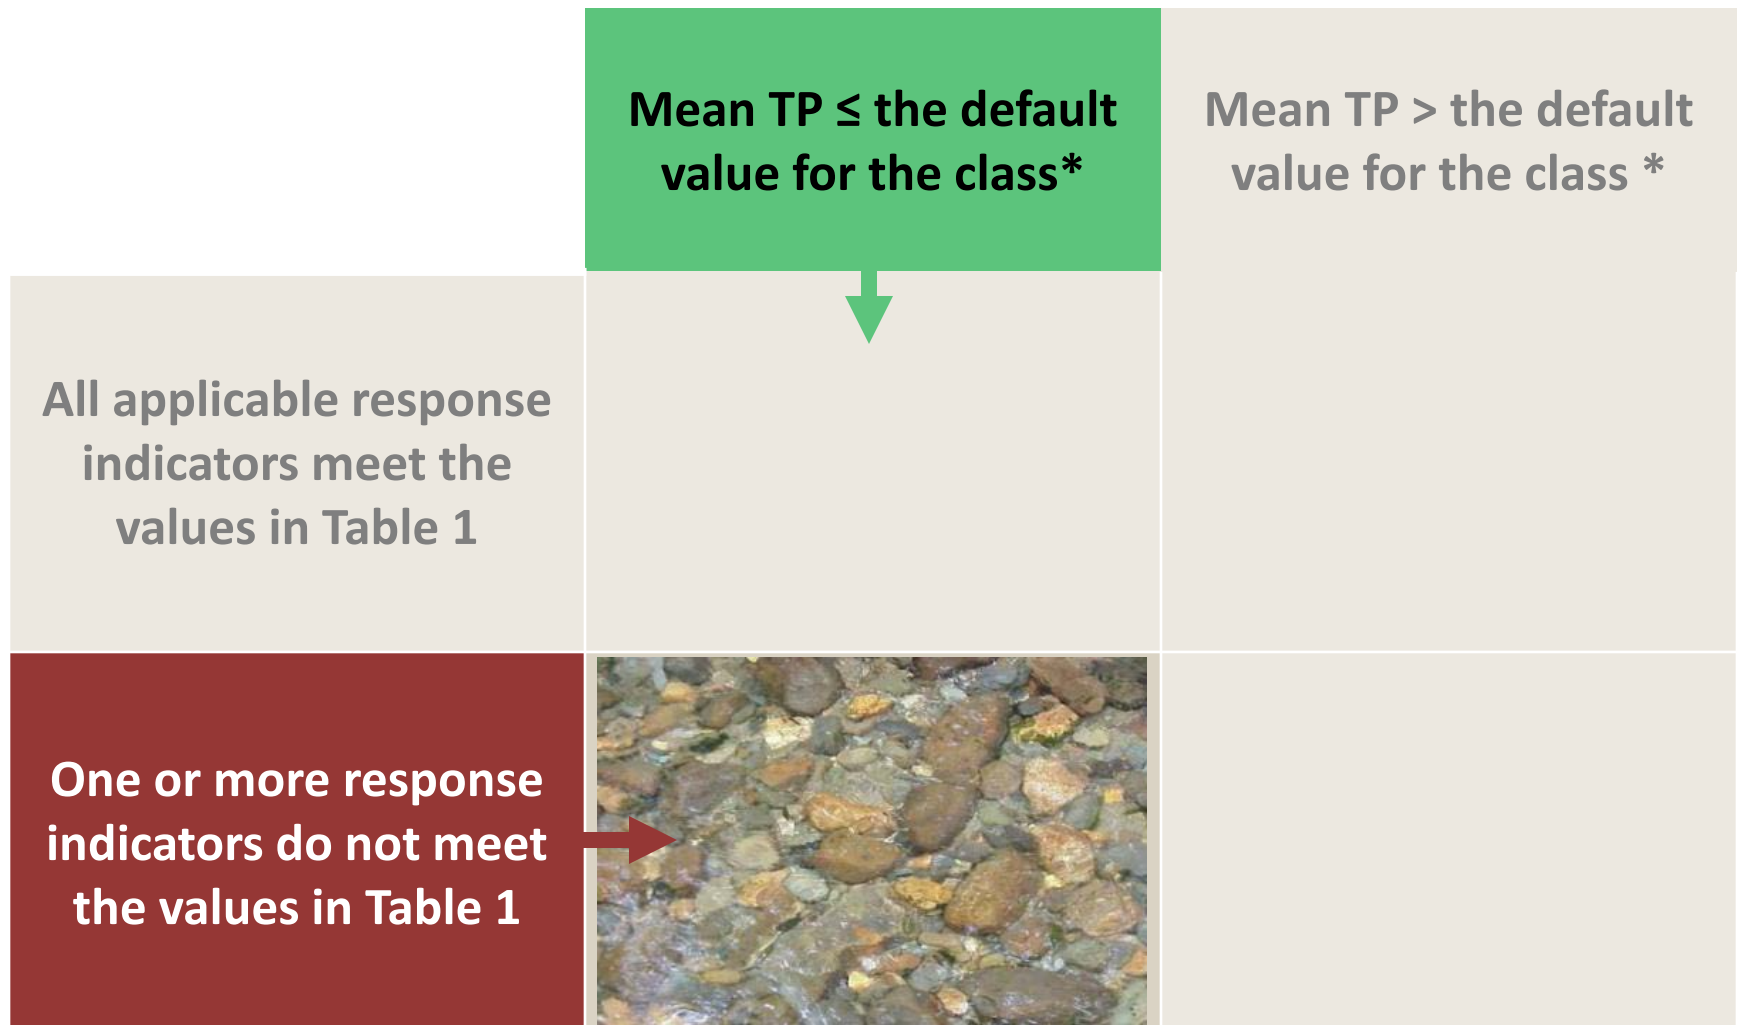 Mean TP ≤ the default
value for the class*
Mean TP > the default
value for the class *
All applicable response
indicators meet the
values in Table 1
One or more response
indicators do not meet
the values in Table 1